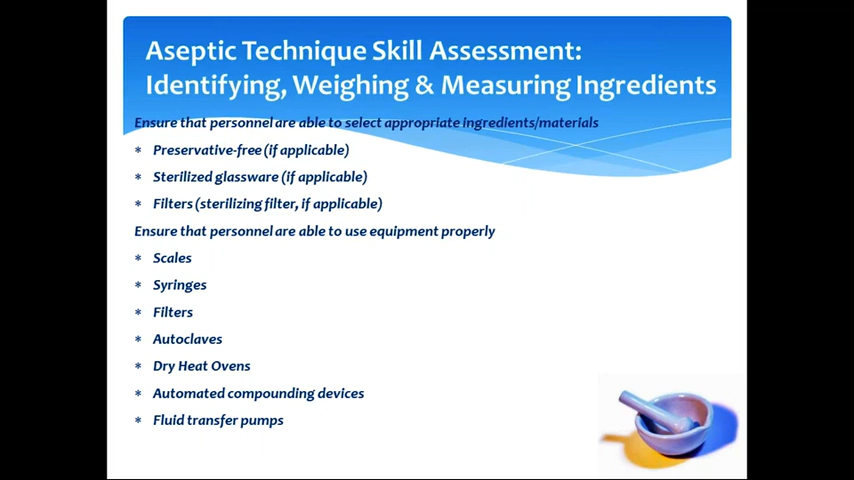 Aseptic Technique Skill Assessment:
Identifying, Weighing & Measuring Ingredients
Ensure that personnel are able to select appropriate ingredients/materials
* Preservative-free (if applicable)
* Sterilized glassware (if applicable)
* Filters (sterilizing filter, if applicable)
Ensure that personnel are able to use equipment properly
* Scales
* Syringes
* Filters
* Autoclaves
* Dry Heat Ovens
* Automated compounding devices
* Fluid transfer pumps